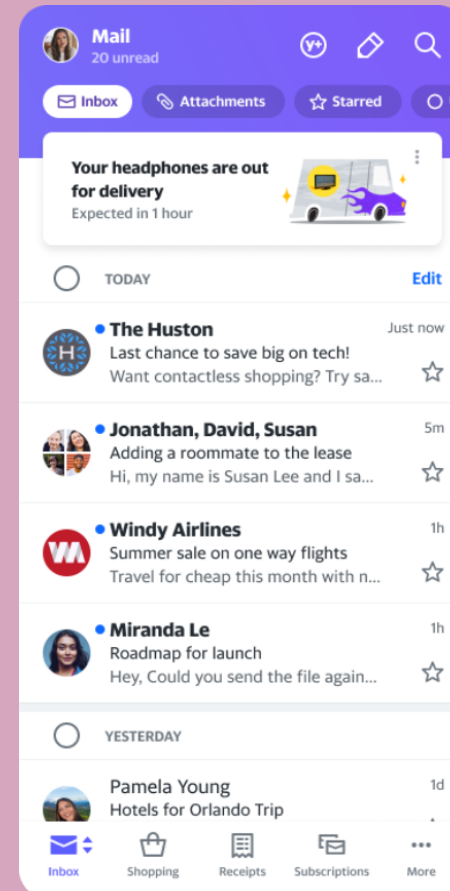 Mail
20 unread
y+
Inbox
Attachments
Starred
Your headphones are out
for delivery
Expected in 1 hour
TODAY
Edit
The Huston
Just now
Last chance to save big on tech!
Want contactless shopping? Try sa...
H
Jonathan, David, Susan
5m
Adding a roommate to the lease
Hi, my name is Susan Lee and I sa...
Windy Airlines
1h
Summer sale on one way flights
Travel for cheap this month with n...
Miranda Le
1h
Roadmap for launch
Hey, Could you send the file again...
YESTERDAY
Pamela Young
1d
Hotels for Orlando Trip
Inbox
Shopping
Receipts
Subscriptions
More